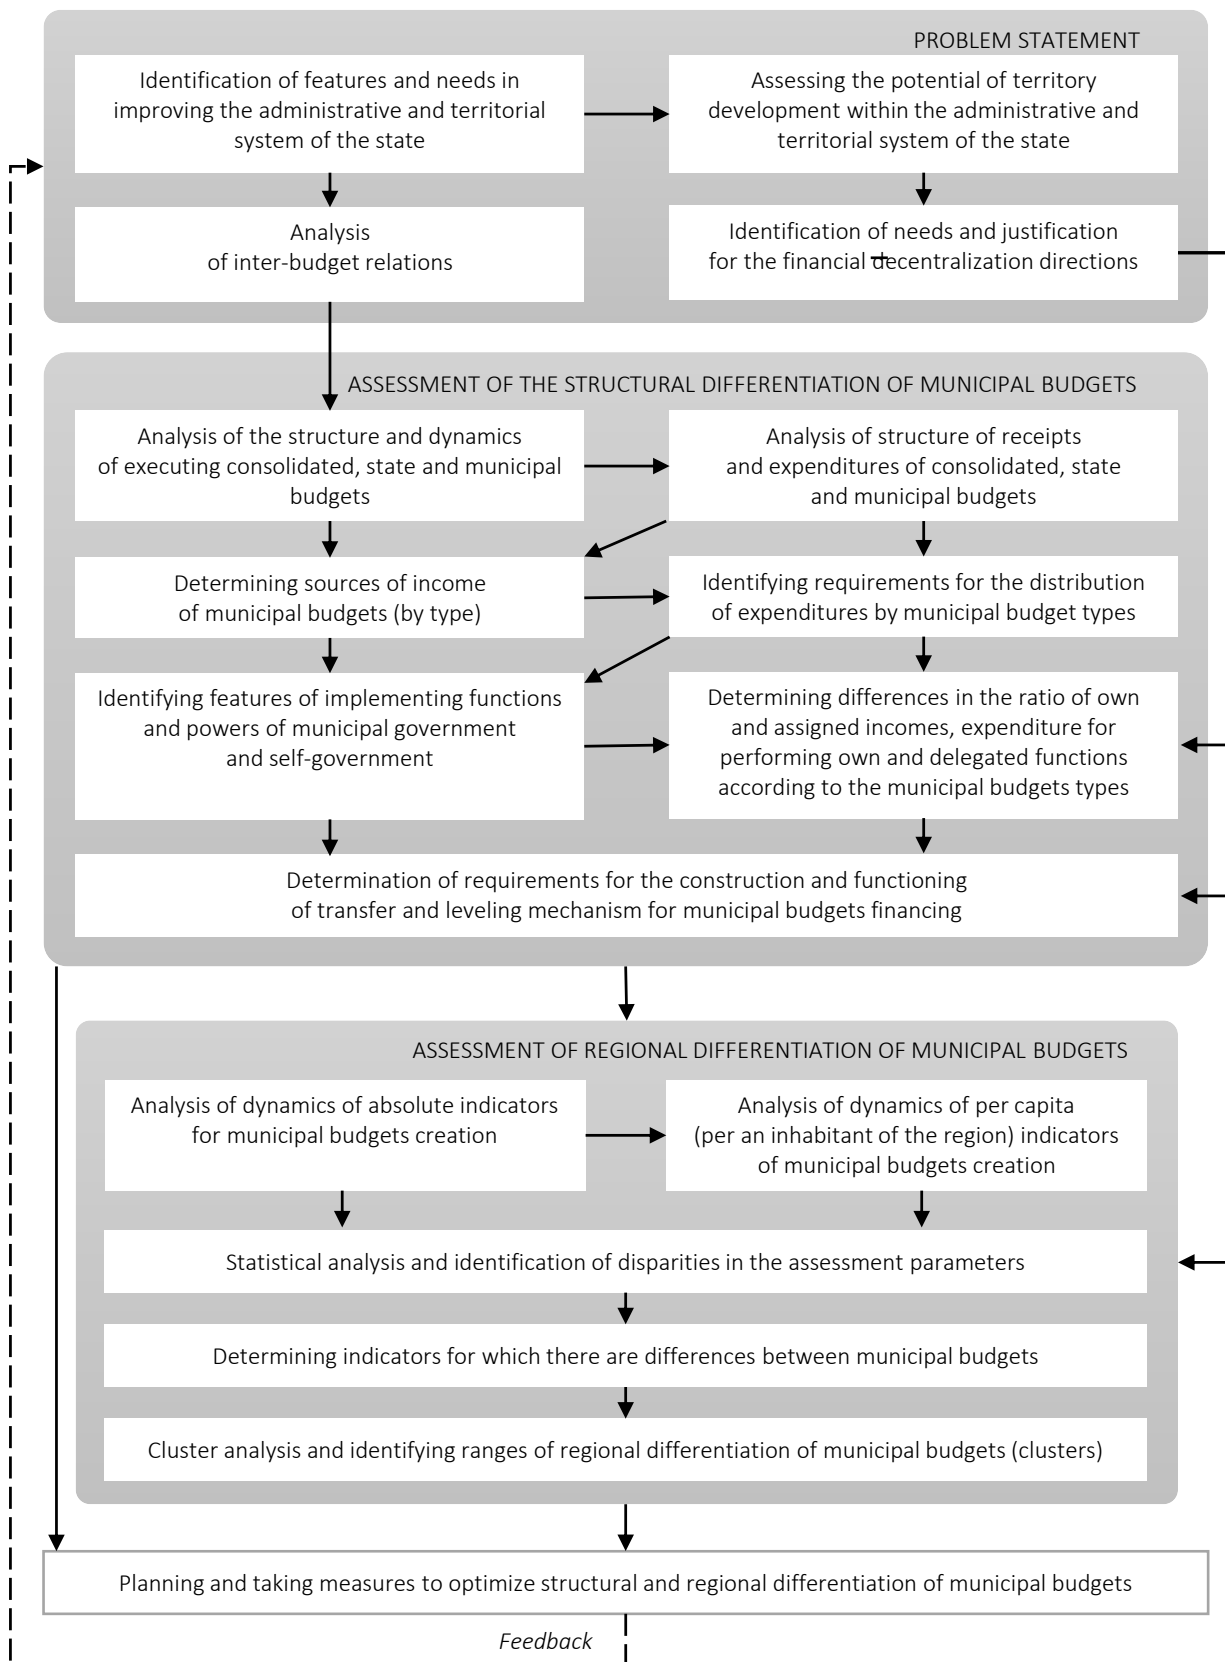 PROBLEM STATEMENT
Identification of features and needs in
improving the administrative and territorial
system of the state
Assessing the potential of territory
development within the administrative and
territorial system of the state
Analysis
of inter-budget relations
Identification of needs and justification
for the financial decentralization directions
ASSESSMENT OF THE STRUCTURAL DIFFERENTIATION OF MUNICIPAL BUDGETS
Analysis of the structure and dynamics
of executing consolidated, state and municipal
budgets
Analysis of structure of receipts
and expenditures of consolidated, state
and municipal budgets
Determining sources of income
of municipal budgets (by type)
Identifying requirements for the distribution
of expenditures by municipal budget types
Identifying features of implementing functions
and powers of municipal government
and self-government
Determining differences in the ratio of own
and assigned incomes, expenditure for
performing own and delegated functions
according to the municipal budgets types
Determination of requirements for the construction and functioning
of transfer and leveling mechanism for municipal budgets financing
ASSESSMENT OF REGIONAL DIFFERENTIATION OF MUNICIPAL BUDGETS
Analysis of dynamics of absolute indicators
for municipal budgets creation
Analysis of dynamics of per capita
(per an inhabitant of the region) indicators
of municipal budgets creation
Statistical analysis and identification of disparities in the assessment parameters
Determining indicators for which there are differences between municipal budgets
Cluster analysis and identifying ranges of regional differentiation of municipal budgets (clusters)
Planning and taking measures to optimize structural and regional differentiation of municipal budgets
Feedback